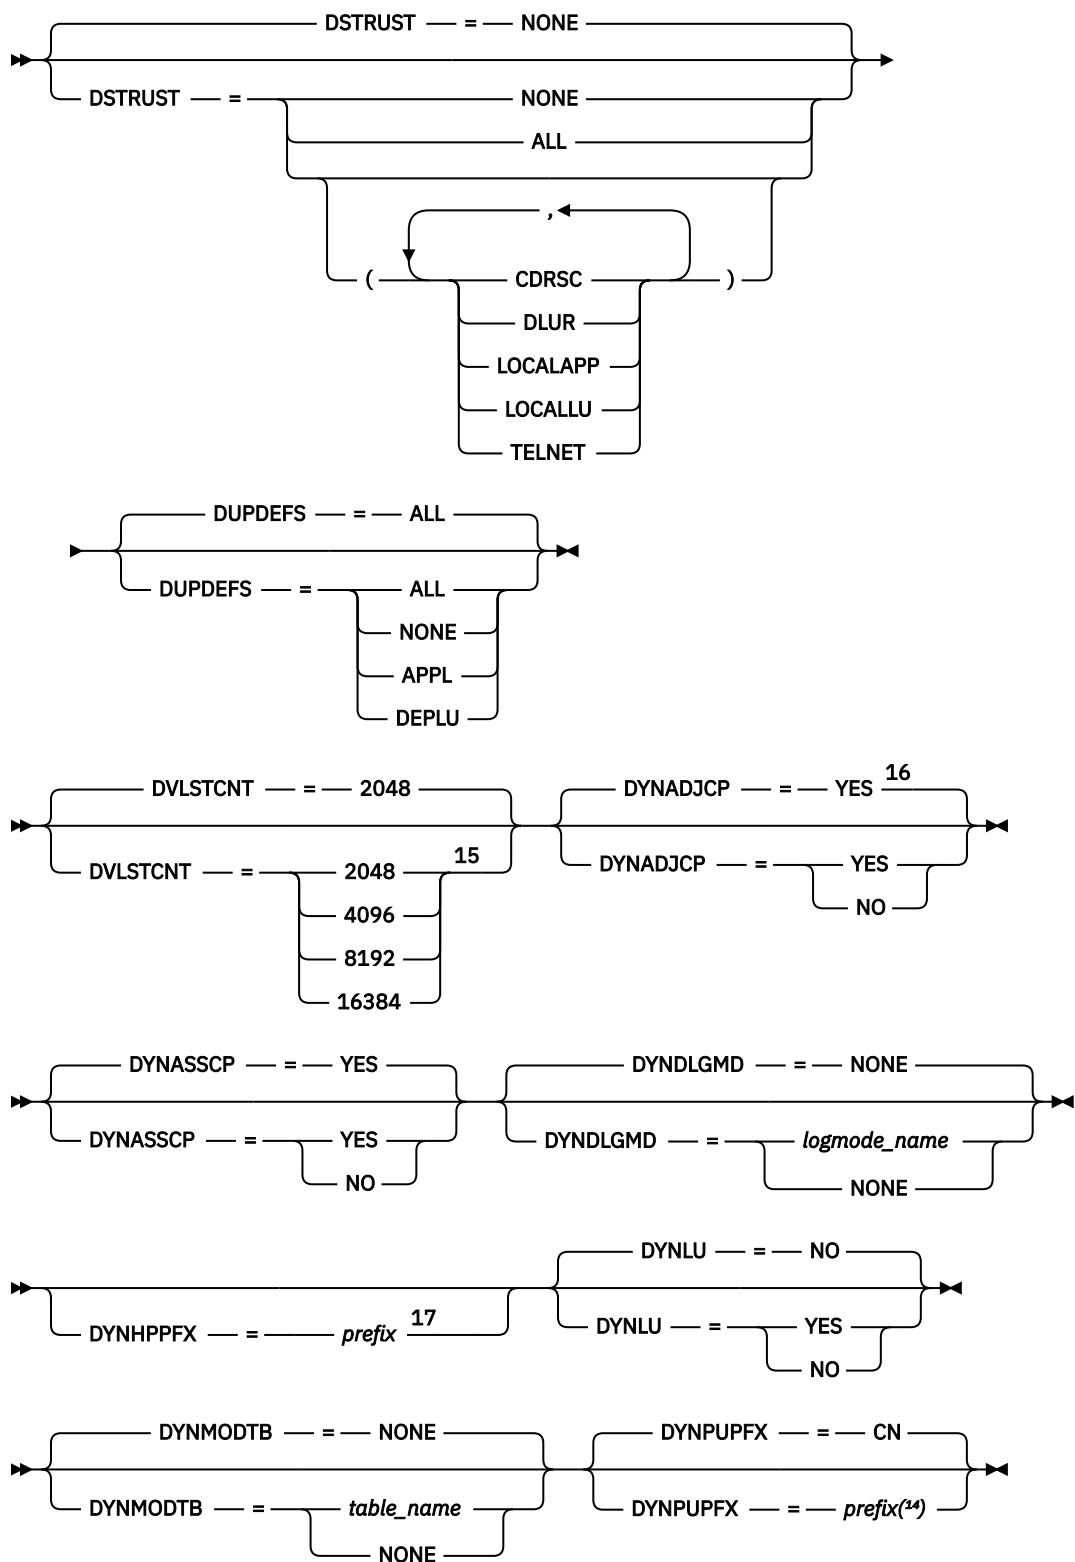 DSTRUST = NONE
DSTRUST = NONE
ALL
,
( CDRSC )
DLUR
LOCALAPP
LOCALLU
TELNET
DUPDEFS = ALL
DUPDEFS = ALL
NONE
APPL
DEPLU
DVLSTCNT = 2048
DVLSTCNT = 2048 15
4096
8192
16384
DYNADJCP = YES 16
DYNADJCP = YES
NO
DYNASSCP = YES
DYNASSCP = YES
NO
DYNDLGMD = NONE
DYNDLGMD = logmode_name
NONE
DYNHPPFX = prefix 17
DYNLU = NO
DYNLU = YES
NO
DYNMODTB = NONE
DYNMODTB = table_name
NONE
DYNPUPFX = CN
DYNPUPFX = prefix(¹⁴)